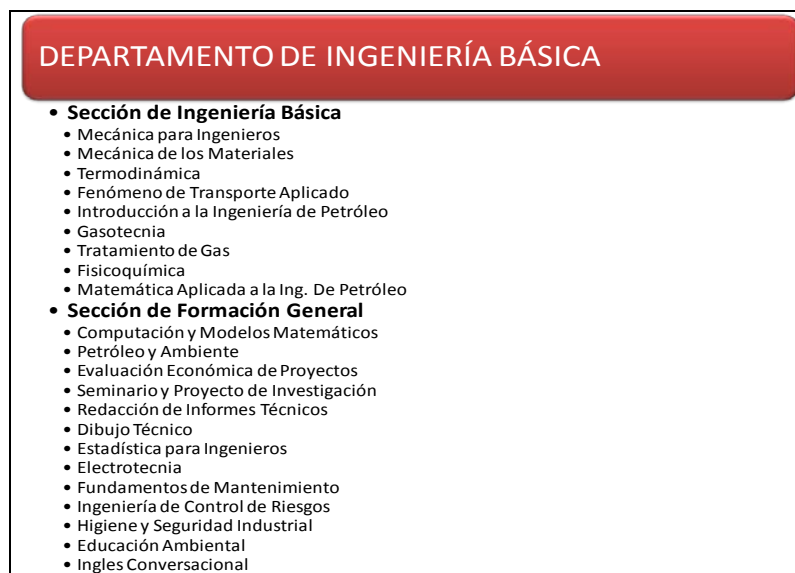 DEPARTAMENTO DE INGENIERÍA BÁSICA
• Sección de Ingeniería Básica
• Mecánica para Ingenieros
• Mecánica de los Materiales
• Termodinámica
• Fenómeno de Transporte Aplicado
• Introducción a la Ingeniería de Petróleo
• Gasotecnia
• Tratamiento de Gas
• Fisicoquímica
• Matemática Aplicada a la Ing. De Petróleo
• Sección de Formación General
• Computación y Modelos Matemáticos
• Petróleo y Ambiente
• Evaluación Económica de Proyectos
• Seminario y Proyecto de Investigación
• Redacción de Informes Técnicos
• Dibujo Técnico
• Estadística para Ingenieros
• Electrotecnia
• Fundamentos de Mantenimiento
• Ingeniería de Control de Riesgos
• Higiene y Seguridad Industrial
• Educación Ambiental
• Ingles Conversacional